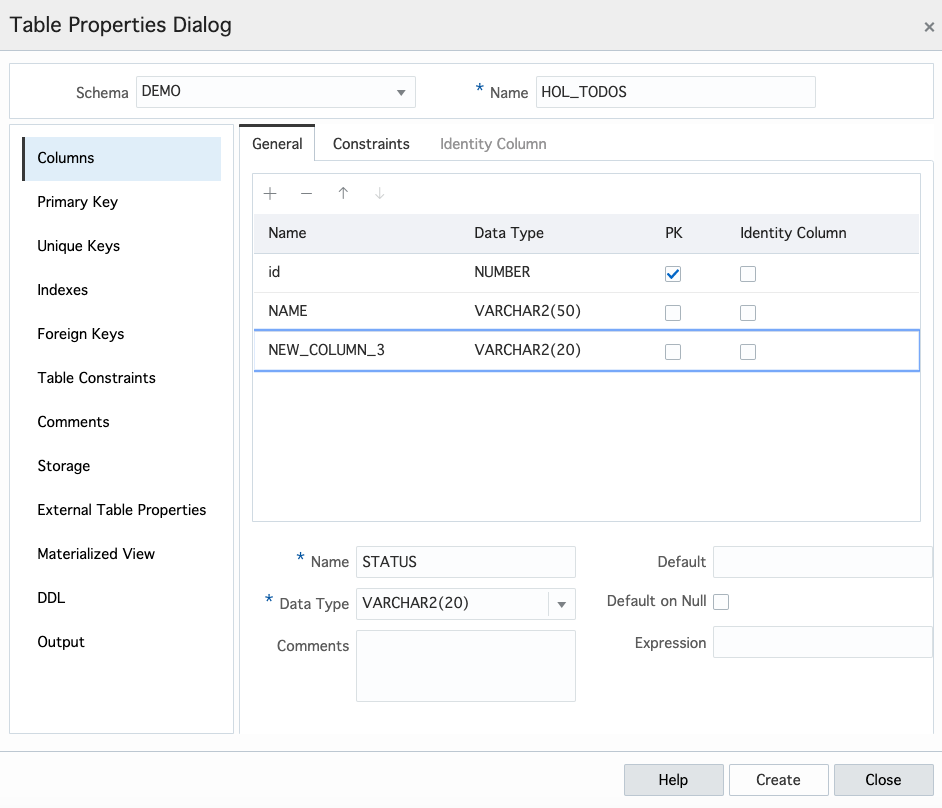 Table Properties Dialog
Schema DEMO * Name HOL_TODOS
Columns
Primary Key
Unique Keys
Indexes
Foreign Keys
Table Constraints
Comments
Storage
External Table Properties
Materialized View
DDL
Output
General Constraints Identity Column
Name Data Type PK Identity Column
id NUMBER
NAME VARCHAR2(50)
NEW_COLUMN_3 VARCHAR2(20)
* Name STATUS Default
* Data Type VARCHAR2(20) Default on Null
Comments Expression
Help Create Close